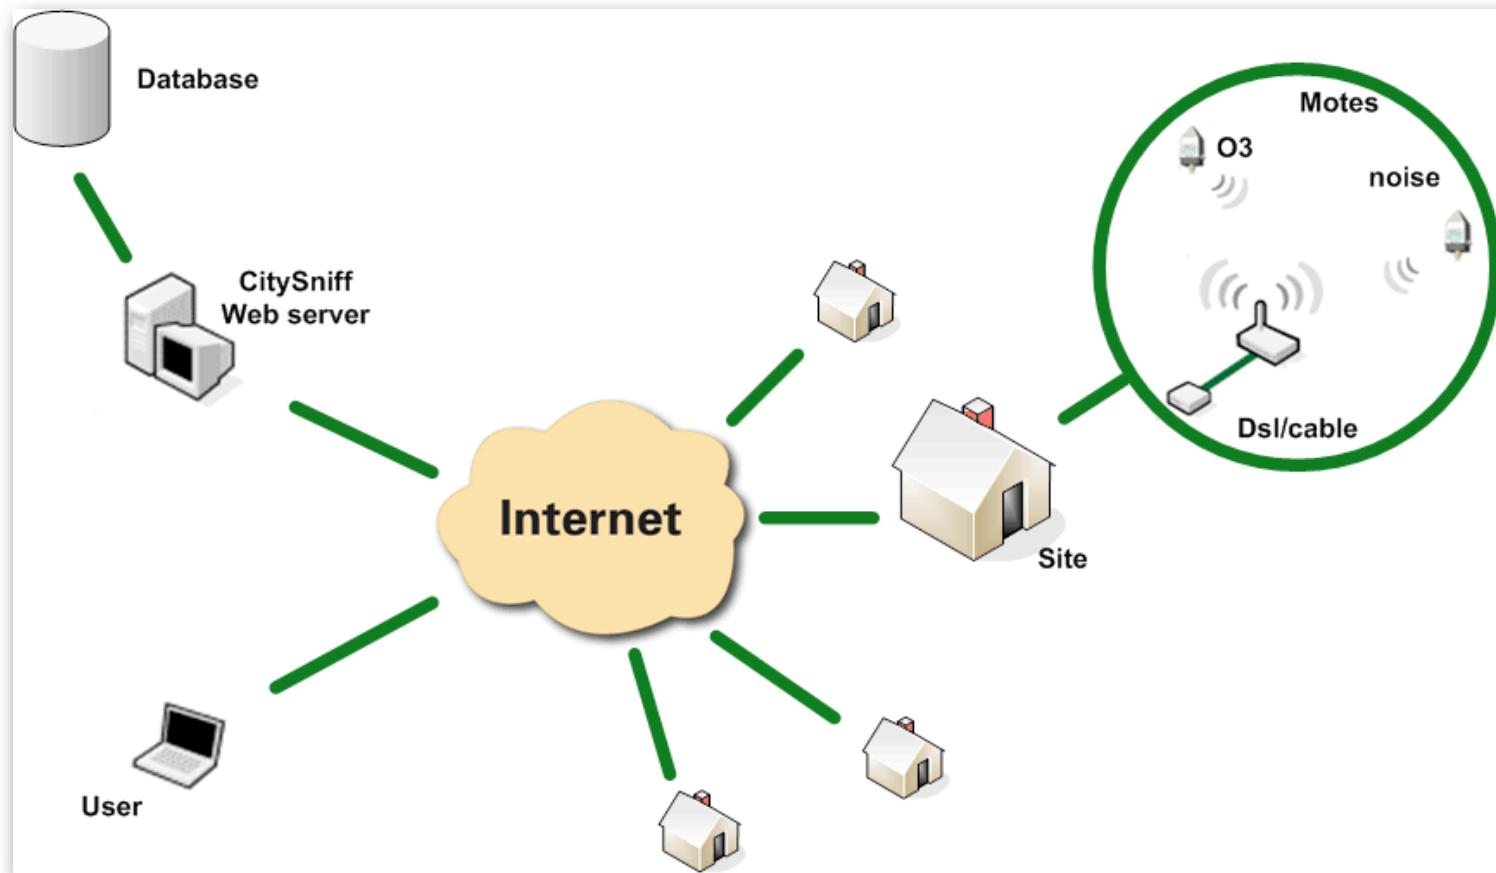 Database
Motes
O3
noise
CitySniff
Web server
Dsl/cable
Internet
Site
User